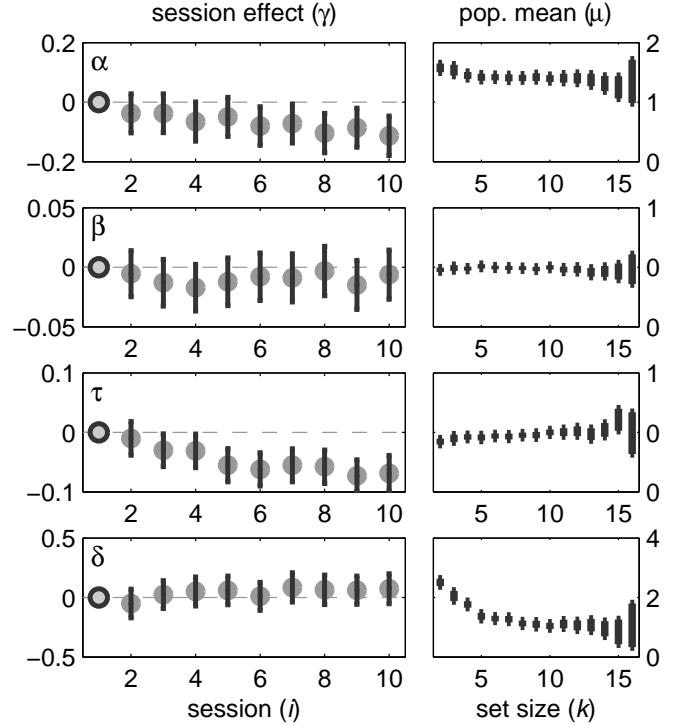 session effect (γ) pop. mean (μ)
0.2 2
α
0 1
−0.2 0
2 4 6 8 10 5 10 15
0.05 1
β
0 0
−0.05 0
2 4 6 8 10 5 10 15
0.1 1
τ
0 0
−0.1 0
2 4 6 8 10 5 10 15
0.5 4
δ
0 2
−0.5 0
2 4 6 8 10 5 10 15
session (i) set size (k)